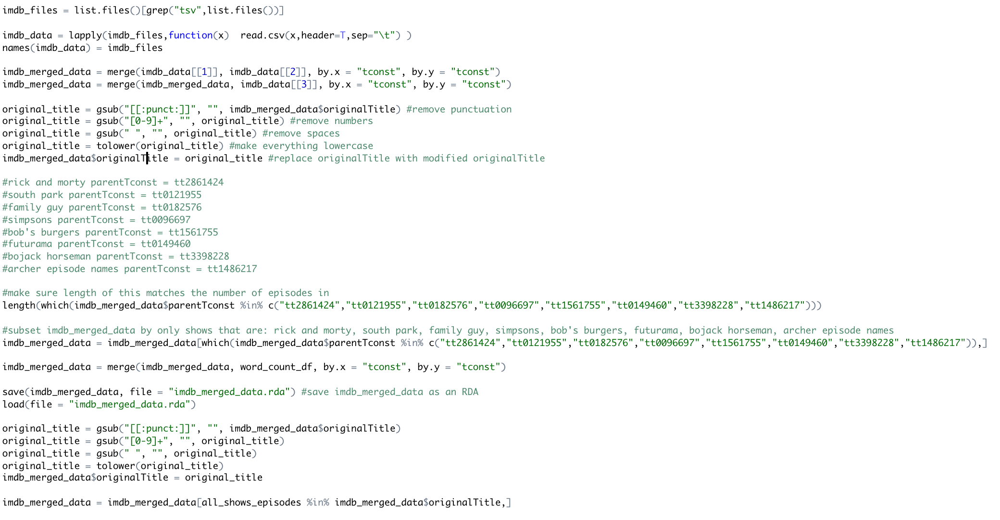 imdb_files = list.files()[grep("tsv",list.files())]
imdb_data = lapply(imdb_files,function(x)  read.csv(x,header=T,sep="\t") )
names(imdb_data) = imdb_files
imdb_merged_data = merge(imdb_data[[1]], imdb_data[[2]], by.x = "tconst", by.y = "tconst")
imdb_merged_data = merge(imdb_merged_data, imdb_data[[3]], by.x = "tconst", by.y = "tconst")
original_title = gsub("[[:punct:]]", "", imdb_merged_data$originalTitle) #remove punctuation
original_title = gsub("[0-9]+", "", original_title) #remove numbers
original_title = gsub(" ", "", original_title) #remove spaces
original_title = tolower(original_title) #make everything lowercase
imdb_merged_data$originalTitle = original_title #replace originalTitle with modified originalTitle
#rick and morty parentTconst = tt2861424
#south park parentTconst = tt0121955
#family guy parentTconst = tt0182576
#simpsons parentTconst = tt0096697
#bob's burgers parentTconst = tt1561755
#futurama parentTconst = tt0149460
#bojack horseman parentTconst = tt3398228
#archer episode names parentTconst = tt1486217
#make sure length of this matches the number of episodes in
length(which(imdb_merged_data$parentTconst %in% c("tt2861424","tt0121955","tt0182576","tt0096697","tt1561755","tt0149460","tt3398228","tt1486217")))
#subset imdb_merged_data by only shows that are: rick and morty, south park, family guy, simpsons, bob's burgers, futurama, bojack horseman, archer episode names
imdb_merged_data = imdb_merged_data[which(imdb_merged_data$parentTconst %in% c("tt2861424","tt0121955","tt0182576","tt0096697","tt1561755","tt0149460","tt3398228","tt1486217")),]
imdb_merged_data = merge(imdb_merged_data, word_count_df, by.x = "tconst", by.y = "tconst")
save(imdb_merged_data, file = "imdb_merged_data.rda") #save imdb_merged_data as an RDA
load(file = "imdb_merged_data.rda")
original_title = gsub("[[:punct:]]", "", imdb_merged_data$originalTitle)
original_title = gsub("[0-9]+", "", original_title)
original_title = gsub(" ", "", original_title)
original_title = tolower(original_title)
imdb_merged_data$originalTitle = original_title
imdb_merged_data = imdb_merged_data[all_shows_episodes %in% imdb_merged_data$originalTitle,]